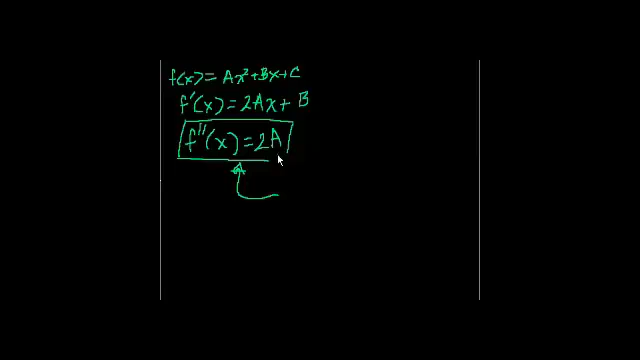 f(x) = Ax² + Bx + C
f'(x) = 2Ax + B
f''(x) = 2A